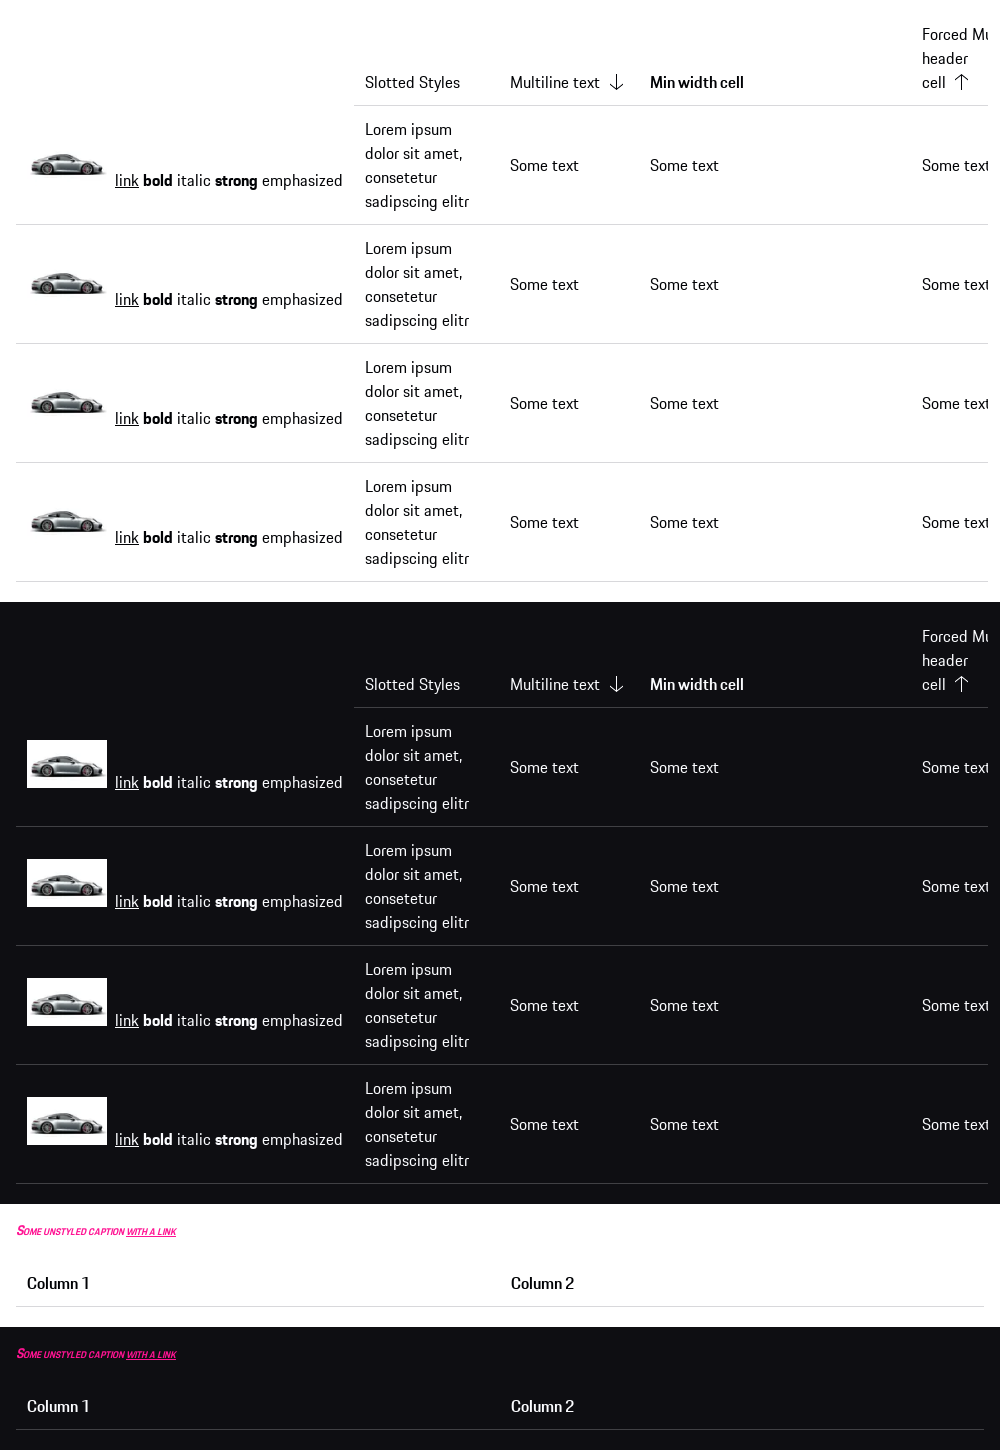 Forced Mu
header
Slotted Styles Multiline text Min width cell cell
Lorem ipsum
dolor sit amet,
Some text Some text Some text
consetetur
link bold italic strong emphasized
sadipscing elitr
Lorem ipsum
dolor sit amet,
Some text Some text Some text
consetetur
link bold italic strong emphasized
sadipscing elitr
Lorem ipsum
dolor sit amet,
Some text Some text Some text
consetetur
link bold italic strong emphasized
sadipscing elitr
Lorem ipsum
dolor sit amet,
Some text Some text Some text
consetetur
link bold italic strong emphasized
sadipscing elitr
Forced Mu
header
Slotted Styles Multiline text Min width cell cell
Lorem ipsum
dolor sit amet,
Some text Some text Some text
consetetur
link bold italic strong emphasized
sadipscing elitr
Lorem ipsum
dolor sit amet,
Some text Some text Some text
consetetur
link bold italic strong emphasized
sadipscing elitr
Lorem ipsum
dolor sit amet,
Some text Some text Some text
consetetur
link bold italic strong emphasized
sadipscing elitr
Lorem ipsum
dolor sit amet,
Some text Some text Some text
consetetur
link bold italic strong emphasized
sadipscing elitr
Some unstyled caption with a link
Column 1 Column 2
Some unstyled caption with a link
Column 1 Column 2